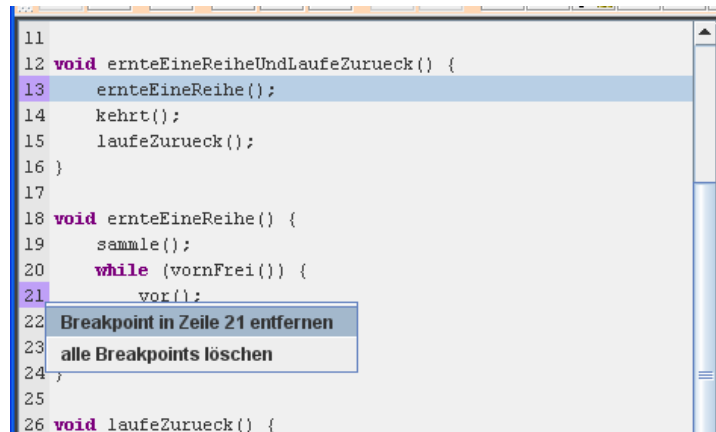 11
12 void ernteEineReiheUndLaufeZurueck() {
13     ernteEineReihe();
14     kehrt();
15     laufeZurueck();
16 }
17
18 void ernteEineReihe() {
19     sammle();
20     while (vornFrei()) {
21         vor();
22 Breakpoint in Zeile 21 entfernen
23 alle Breakpoints löschen
24 }
25
26 void laufeZurueck() {